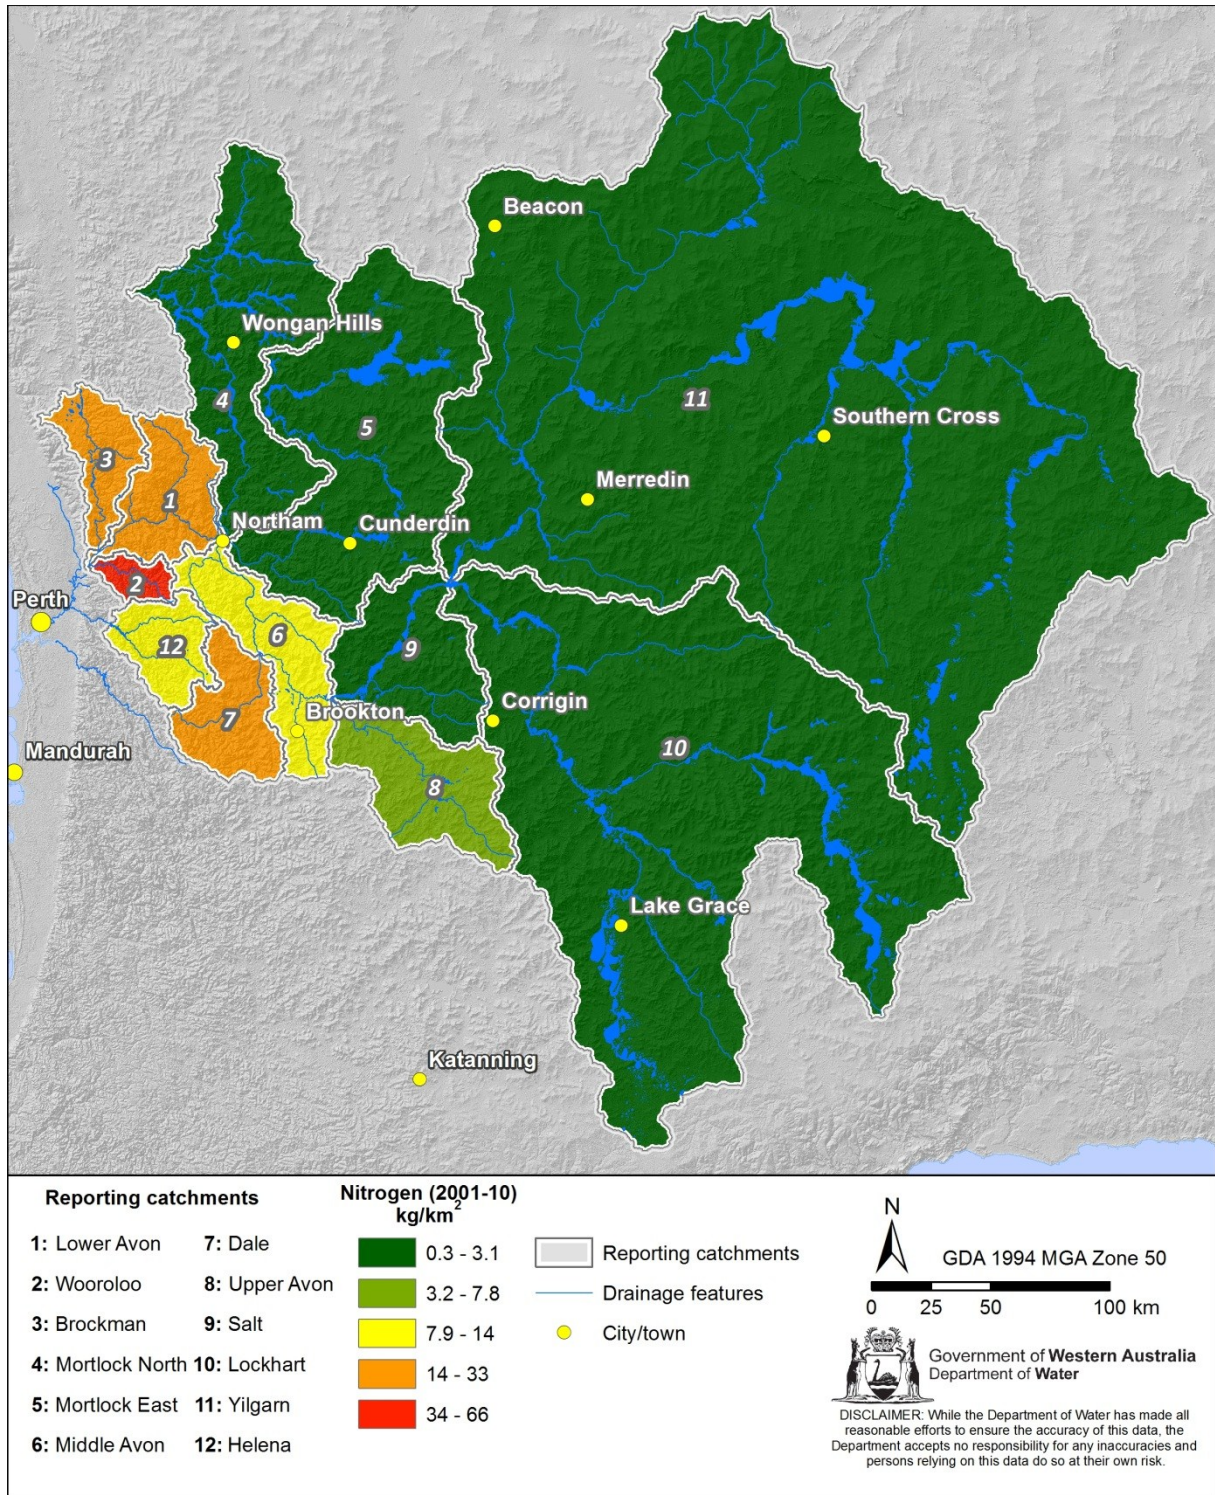 Beacon
Wongan Hills
4
11
5
Southern Cross
3
Merredin
1
Northam
Cunderdin
2
Perth
6
12
9
Corrigin
Brookton
7
10
Mandurah
8
Lake Grace
Katanning
Reporting catchments
1: Lower Avon
2: Wooroloo
3: Brockman
4: Mortlock North
5: Mortlock East
6: Middle Avon
7: Dale
8: Upper Avon
9: Salt
10: Lockhart
11: Yilgarn
12: Helena
Nitrogen (2001-10)
kg/km²
0.3 - 3.1
3.2 - 7.8
7.9 - 14
14 - 33
34 - 66
Reporting catchments
Drainage features
City/town
N
GDA 1994 MGA Zone 50
0 25 50 100 km
Government of Western Australia
Department of Water
DISCLAIMER: While the Department of Water has made all
reasonable efforts to ensure the accuracy of this data, the
Department accepts no responsibility for any inaccuracies and
persons relying on this data do so at their own risk.